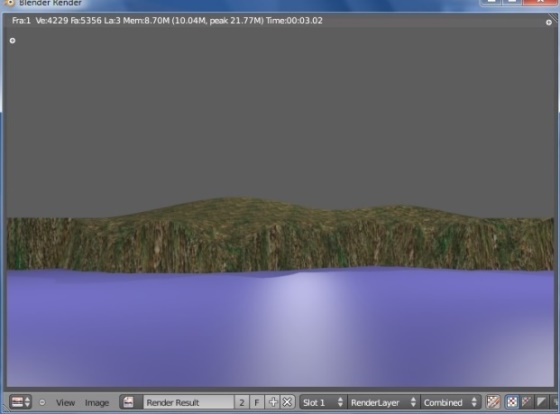 Blender Render
Fra:1 Ve:4229 Fa:5356 La:3 Mem:8.70M (10.04M, peak 21.77M) Time:00:03.02
View Image Render Result 2 F Slot 1 RenderLayer Combined